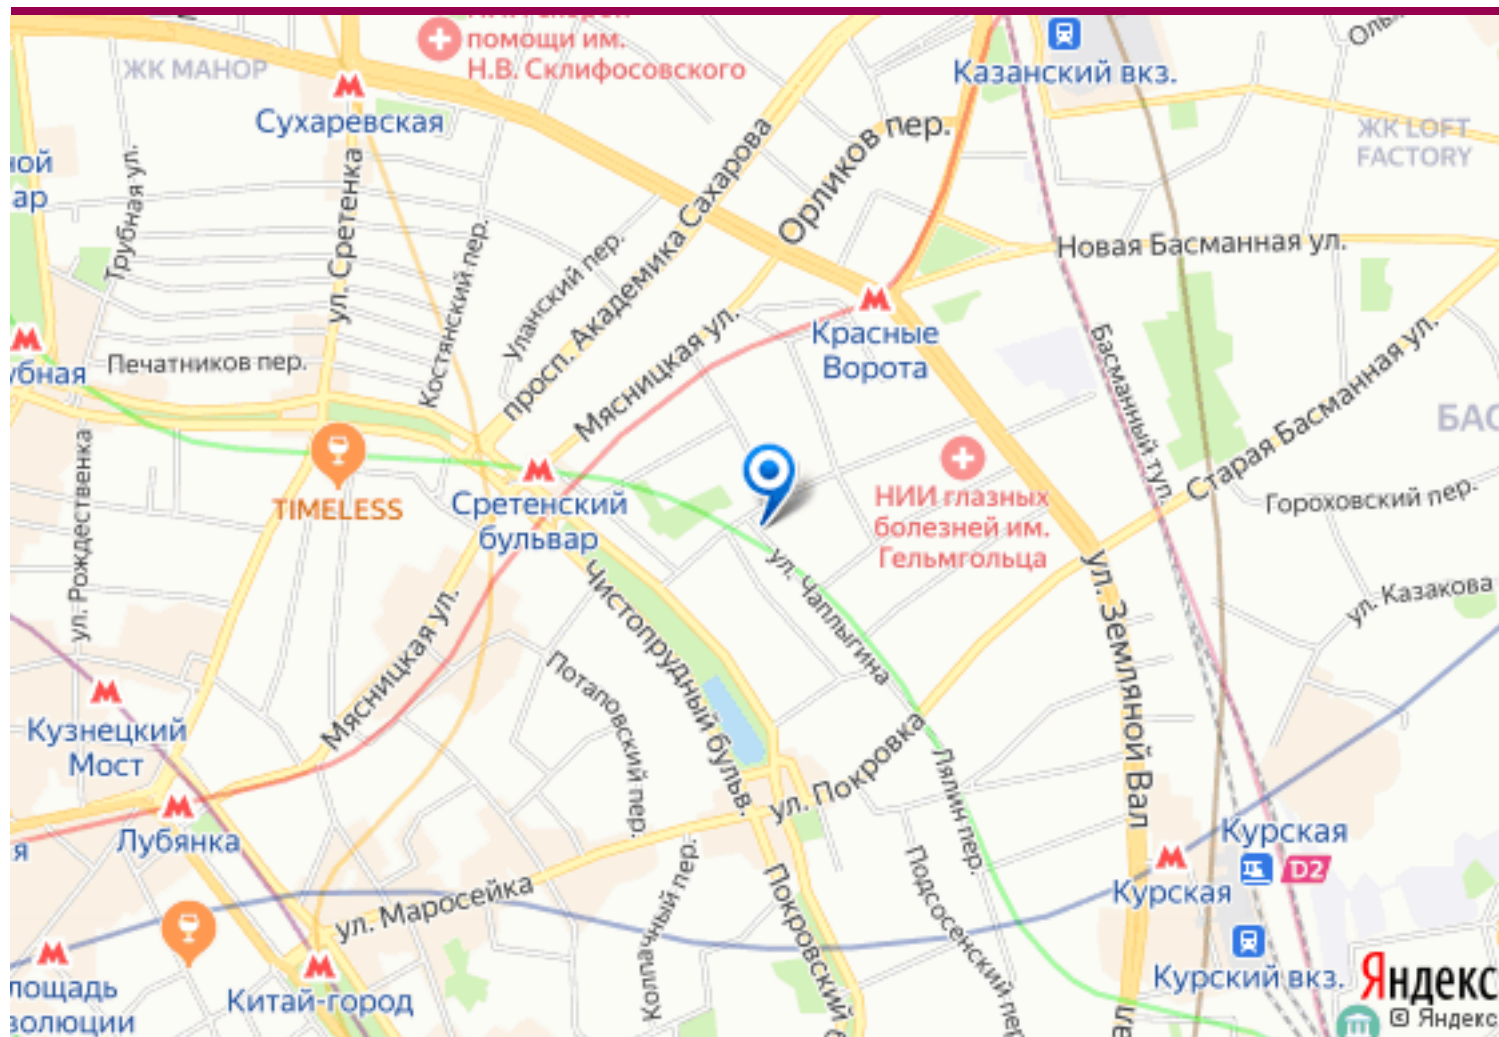 помощи им.
Н.В. Склифосовского
ЖК МАНОР
Сухаревская
Казанский вкз.
ЖК LOFT
FACTORY
Трубная ул.
ул. Сретенка
Костянский пер.
Уланский пер.
просп. Академика Сахарова
Орликов пер.
Мясницкая ул.
Новая Басманная ул.
Красные
Ворота
Печатников пер.
Басманный туп.
Старая Басманная ул.
Гороховский пер.
ул. Казакова
TIMELESS
Сретенский
бульвар
НИИ глазных
болезней им.
Гельмгольца
ул. Рождественка
Мясницкая ул.
Чистопрудный бульв.
ул. Чаплыгина
ул. Земляной Вал
Потаповский пер.
Кузнецкий
Мост
Лубянка
ул. Покровка
Лялин пер.
Курская
D2
Курская
ул. Маросейка
Колпачный пер.
Покровский
Подсосенский пер
Китай-город
Курский вкз.
Яндекс
© Яндекс